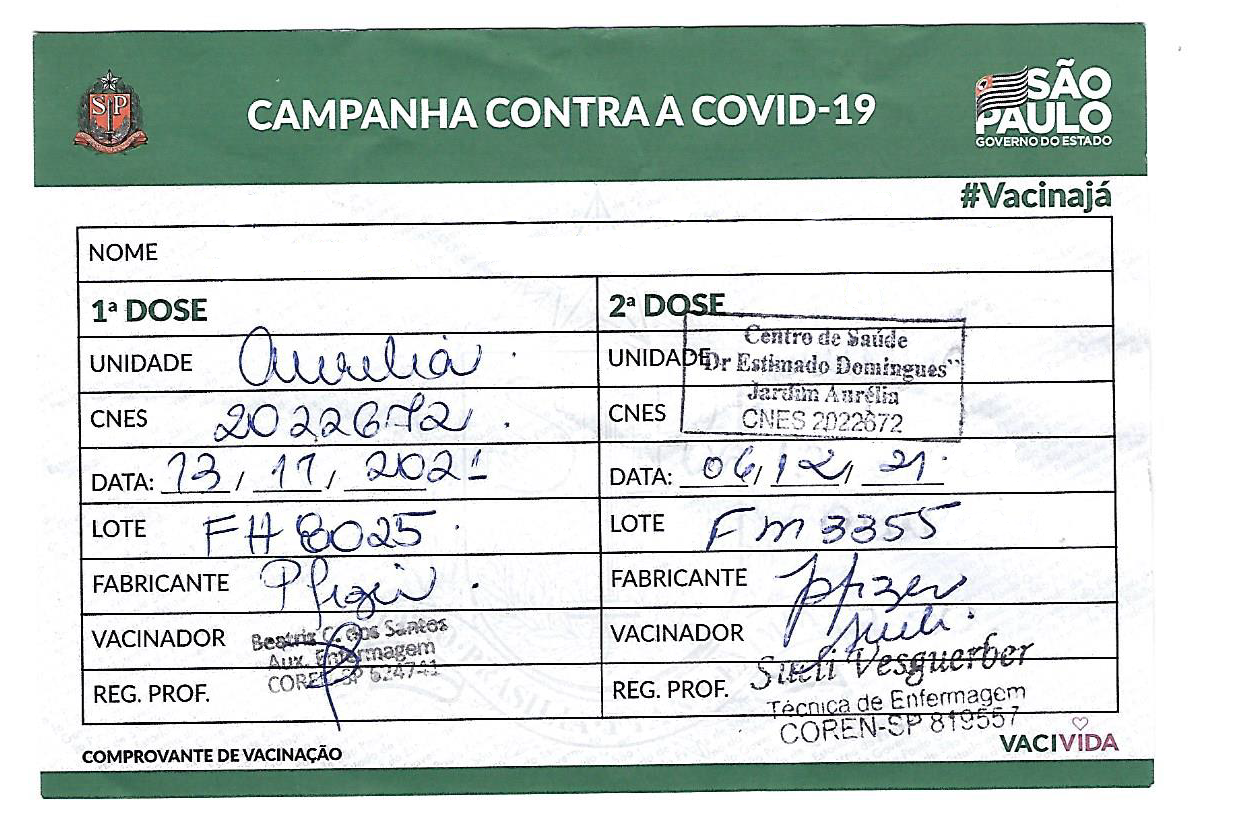 SP
CAMPANHA CONTRA A COVID-19
SÃO
PAULO
GOVERNO DO ESTADO
#Vacinajá
NOME
1ª DOSE
UNIDADE Aurelia
CNES 2022672
DATA: 13/11/2021
LOTE FH8025
FABRICANTE Pfizer
VACINADOR Beatriz C. dos Santos
Aux. Enfermagem
REG. PROF. COREN-SP 624741
2ª DOSE
Centro de Saúde
UNIDADE "Dr Estimado Domingues"
Jardim Aurélia
CNES CNES 2022672
DATA: 06/12/21
LOTE FM 3355
FABRICANTE pfizer
VACINADOR Sueli
Sueli Vesguerber
REG. PROF. Técnica de Enfermagem
COREN-SP 819557
COMPROVANTE DE VACINAÇÃO
VACIVIDA